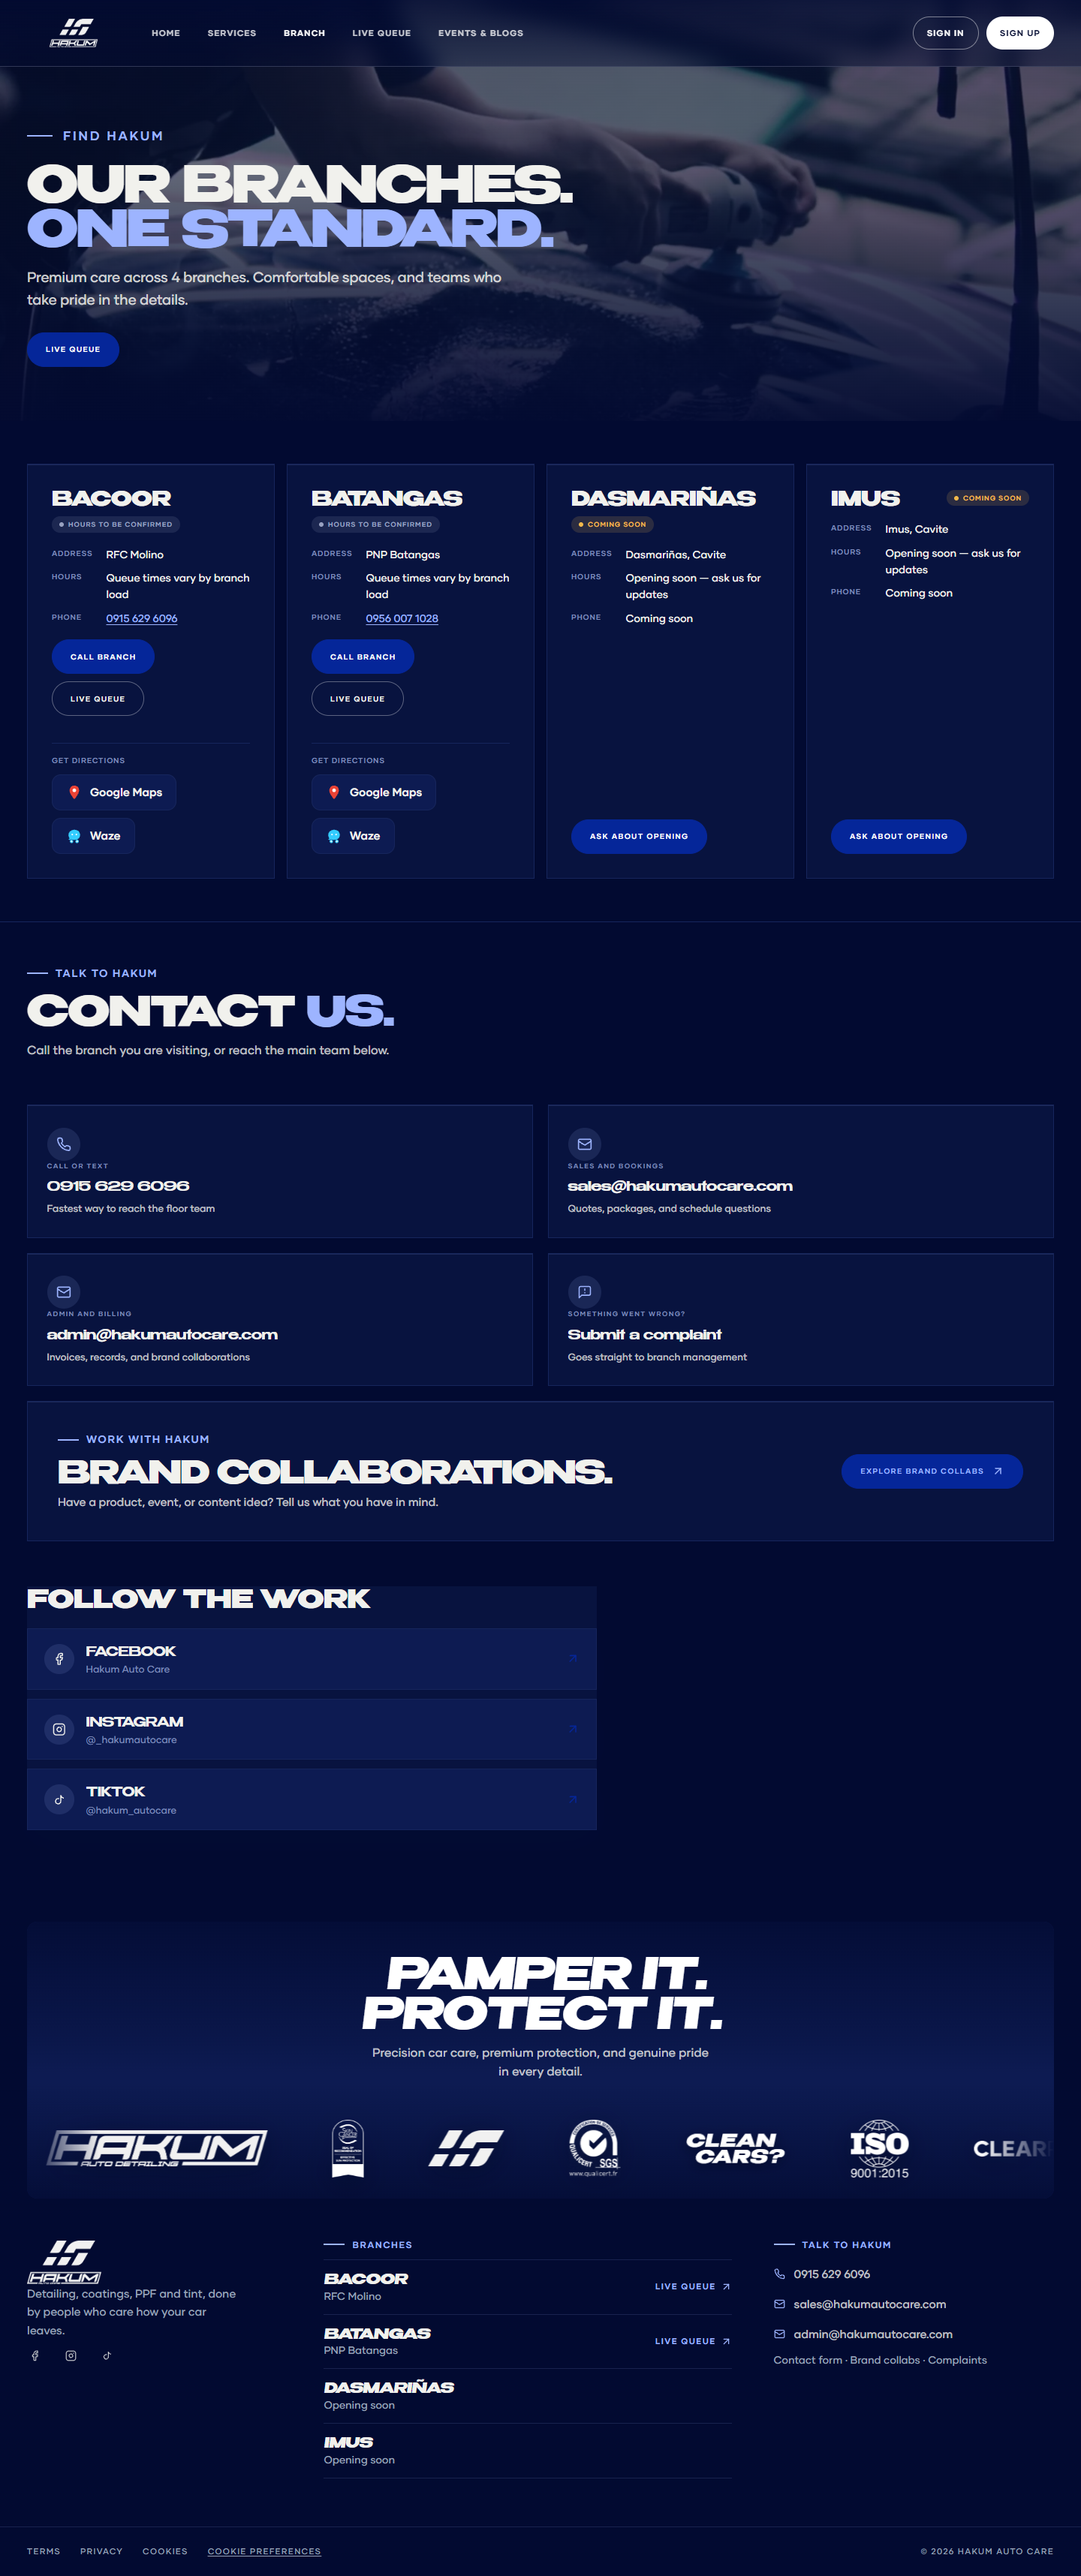 HAKUM
HOME
SERVICES
BRANCH
LIVE QUEUE
EVENTS & BLOGS
SIGN IN
SIGN UP
FIND HAKUM
OUR BRANCHES.
ONE STANDARD.
Premium care across 4 branches. Comfortable spaces, and teams who
take pride in the details.
LIVE QUEUE
BACOOR
HOURS TO BE CONFIRMED
ADDRESS RFC Molino
HOURS Queue times vary by branch
load
PHONE 0915 629 6096
CALL BRANCH
LIVE QUEUE
GET DIRECTIONS
Google Maps
Waze
BATANGAS
HOURS TO BE CONFIRMED
ADDRESS PNP Batangas
HOURS Queue times vary by branch
load
PHONE 0956 007 1028
CALL BRANCH
LIVE QUEUE
GET DIRECTIONS
Google Maps
Waze
DASMARIÑAS
COMING SOON
ADDRESS Dasmariñas, Cavite
HOURS Opening soon — ask us for
updates
PHONE Coming soon
ASK ABOUT OPENING
IMUS
COMING SOON
ADDRESS Imus, Cavite
HOURS Opening soon — ask us for
updates
PHONE Coming soon
ASK ABOUT OPENING
TALK TO HAKUM
CONTACT US.
Call the branch you are visiting, or reach the main team below.
CALL OR TEXT
0915 629 6096
Fastest way to reach the floor team
SALES AND BOOKINGS
sales@hakumautocare.com
Quotes, packages, and schedule questions
ADMIN AND BILLING
admin@hakumautocare.com
Invoices, records, and brand collaborations
SOMETHING WENT WRONG?
Submit a complaint
Goes straight to branch management
WORK WITH HAKUM
BRAND COLLABORATIONS.
Have a product, event, or content idea? Tell us what you have in mind.
EXPLORE BRAND COLLABS
FOLLOW THE WORK
FACEBOOK
Hakum Auto Care
INSTAGRAM
@_hakumautocare
TIKTOK
@hakum_autocare
PAMPER IT.
PROTECT IT.
Precision car care, premium protection, and genuine pride
in every detail.
HAKUM
AUTO DETAILING
QUALICERT
SGS
www.qualicert.fr
CLEAN
CARS?
ISO
9001:2015
CLEAR
HAKUM
Detailing, coatings, PPF and tint, done
by people who care how your car
leaves.
BRANCHES
BACOOR
RFC Molino
LIVE QUEUE
BATANGAS
PNP Batangas
LIVE QUEUE
DASMARIÑAS
Opening soon
IMUS
Opening soon
TALK TO HAKUM
0915 629 6096
sales@hakumautocare.com
admin@hakumautocare.com
Contact form · Brand collabs · Complaints
TERMS
PRIVACY
COOKIES
COOKIE PREFERENCES
© 2026 HAKUM AUTO CARE